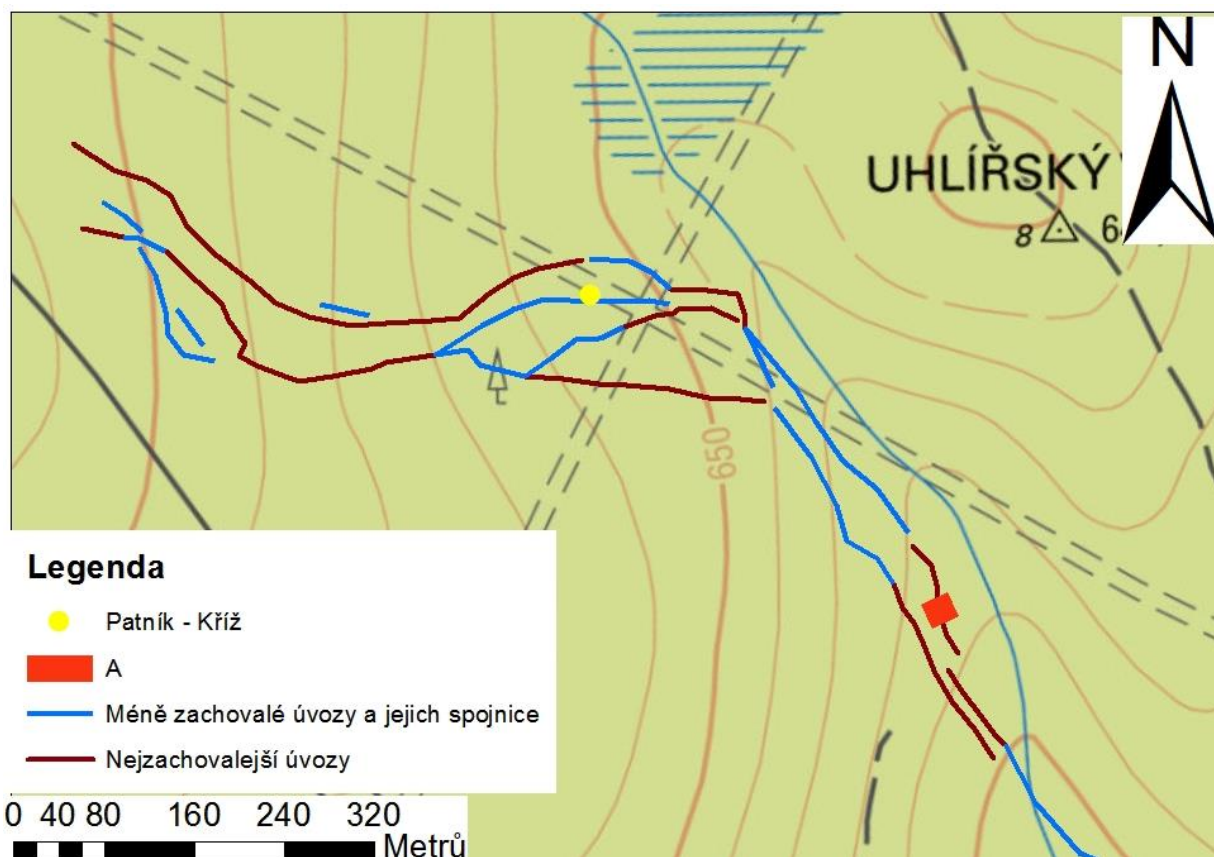 N
UHLÍŘSKÝ
8
650
Legenda
Patník - Kříž
A
Méně zachovalé úvozy a jejich spojnice
Nejzachovalejší úvozy
0 40 80 160 240 320
Metrů